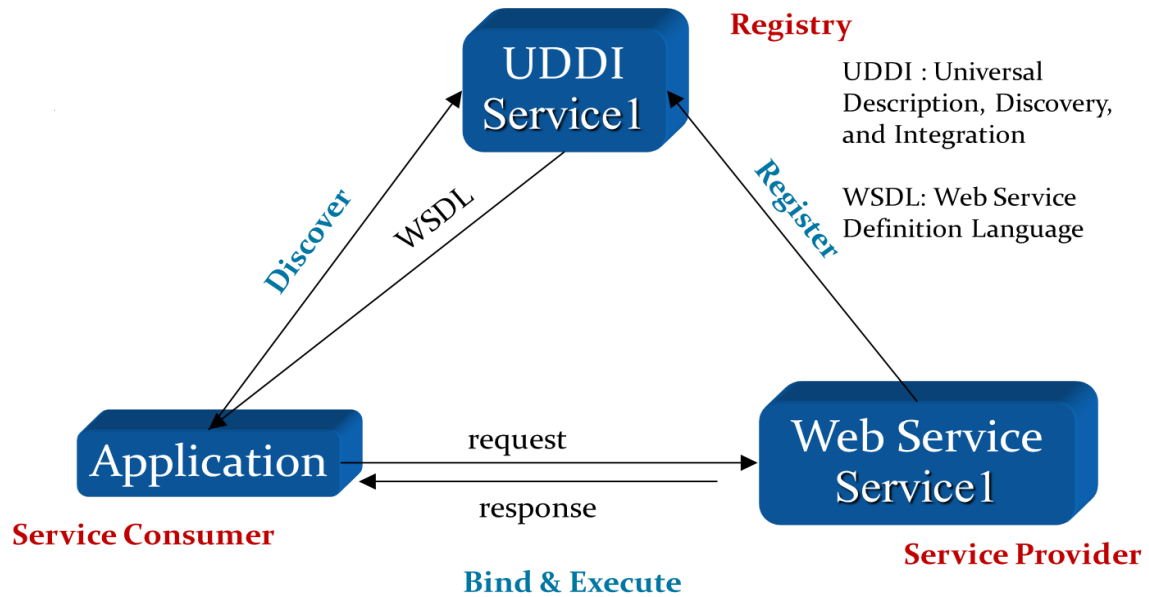 Registry
UDDI
Service1
UDDI : Universal
Description, Discovery,
and Integration
WSDL: Web Service
Definition Language
Discover
WSDL
Register
Application
request
response
Web Service
Service1
Service Consumer
Service Provider
Bind & Execute